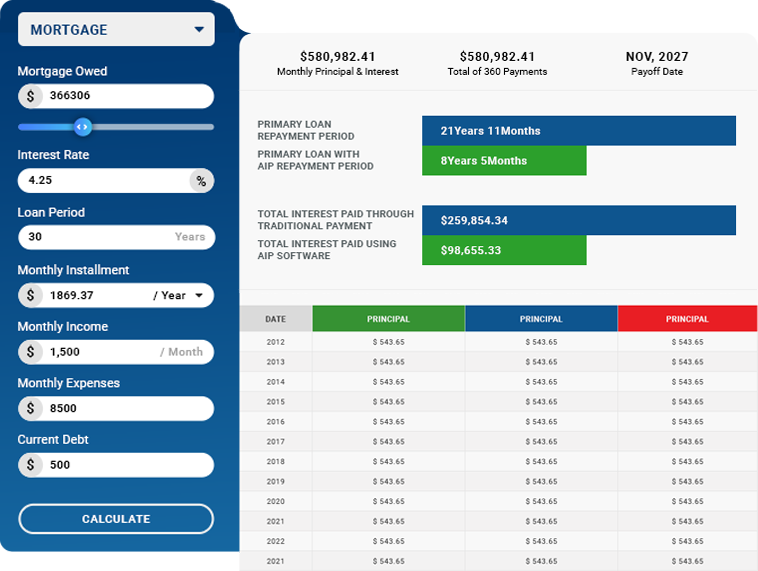 MORTGAGE
Mortgage Owed
$ 366306
Interest Rate
4.25 %
Loan Period
30 Years
Monthly Installment
$ 1869.37 / Year
Monthly Income
$ 1,500 / Month
Monthly Expenses
$ 8500
Current Debt
$ 500
CALCULATE
$580,982.41 $580,982.41 NOV, 2027
Monthly Principal & Interest Total of 360 Payments Payoff Date
PRIMARY LOAN
REPAYMENT PERIOD
21Years 11Months
PRIMARY LOAN WITH
AIP REPAYMENT PERIOD
8Years 5Months
TOTAL INTEREST PAID THROUGH
TRADITIONAL PAYMENT
$259,854.34
TOTAL INTEREST PAID USING
AIP SOFTWARE
$98,655.33
DATE PRINCIPAL PRINCIPAL PRINCIPAL
2012 $ 543.65 $ 543.65 $ 543.65
2013 $ 543.65 $ 543.65 $ 543.65
2014 $ 543.65 $ 543.65 $ 543.65
2015 $ 543.65 $ 543.65 $ 543.65
2016 $ 543.65 $ 543.65 $ 543.65
2017 $ 543.65 $ 543.65 $ 543.65
2018 $ 543.65 $ 543.65 $ 543.65
2019 $ 543.65 $ 543.65 $ 543.65
2020 $ 543.65 $ 543.65 $ 543.65
2021 $ 543.65 $ 543.65 $ 543.65
2022 $ 543.65 $ 543.65 $ 543.65
2021 $ 543.65 $ 543.65 $ 543.65